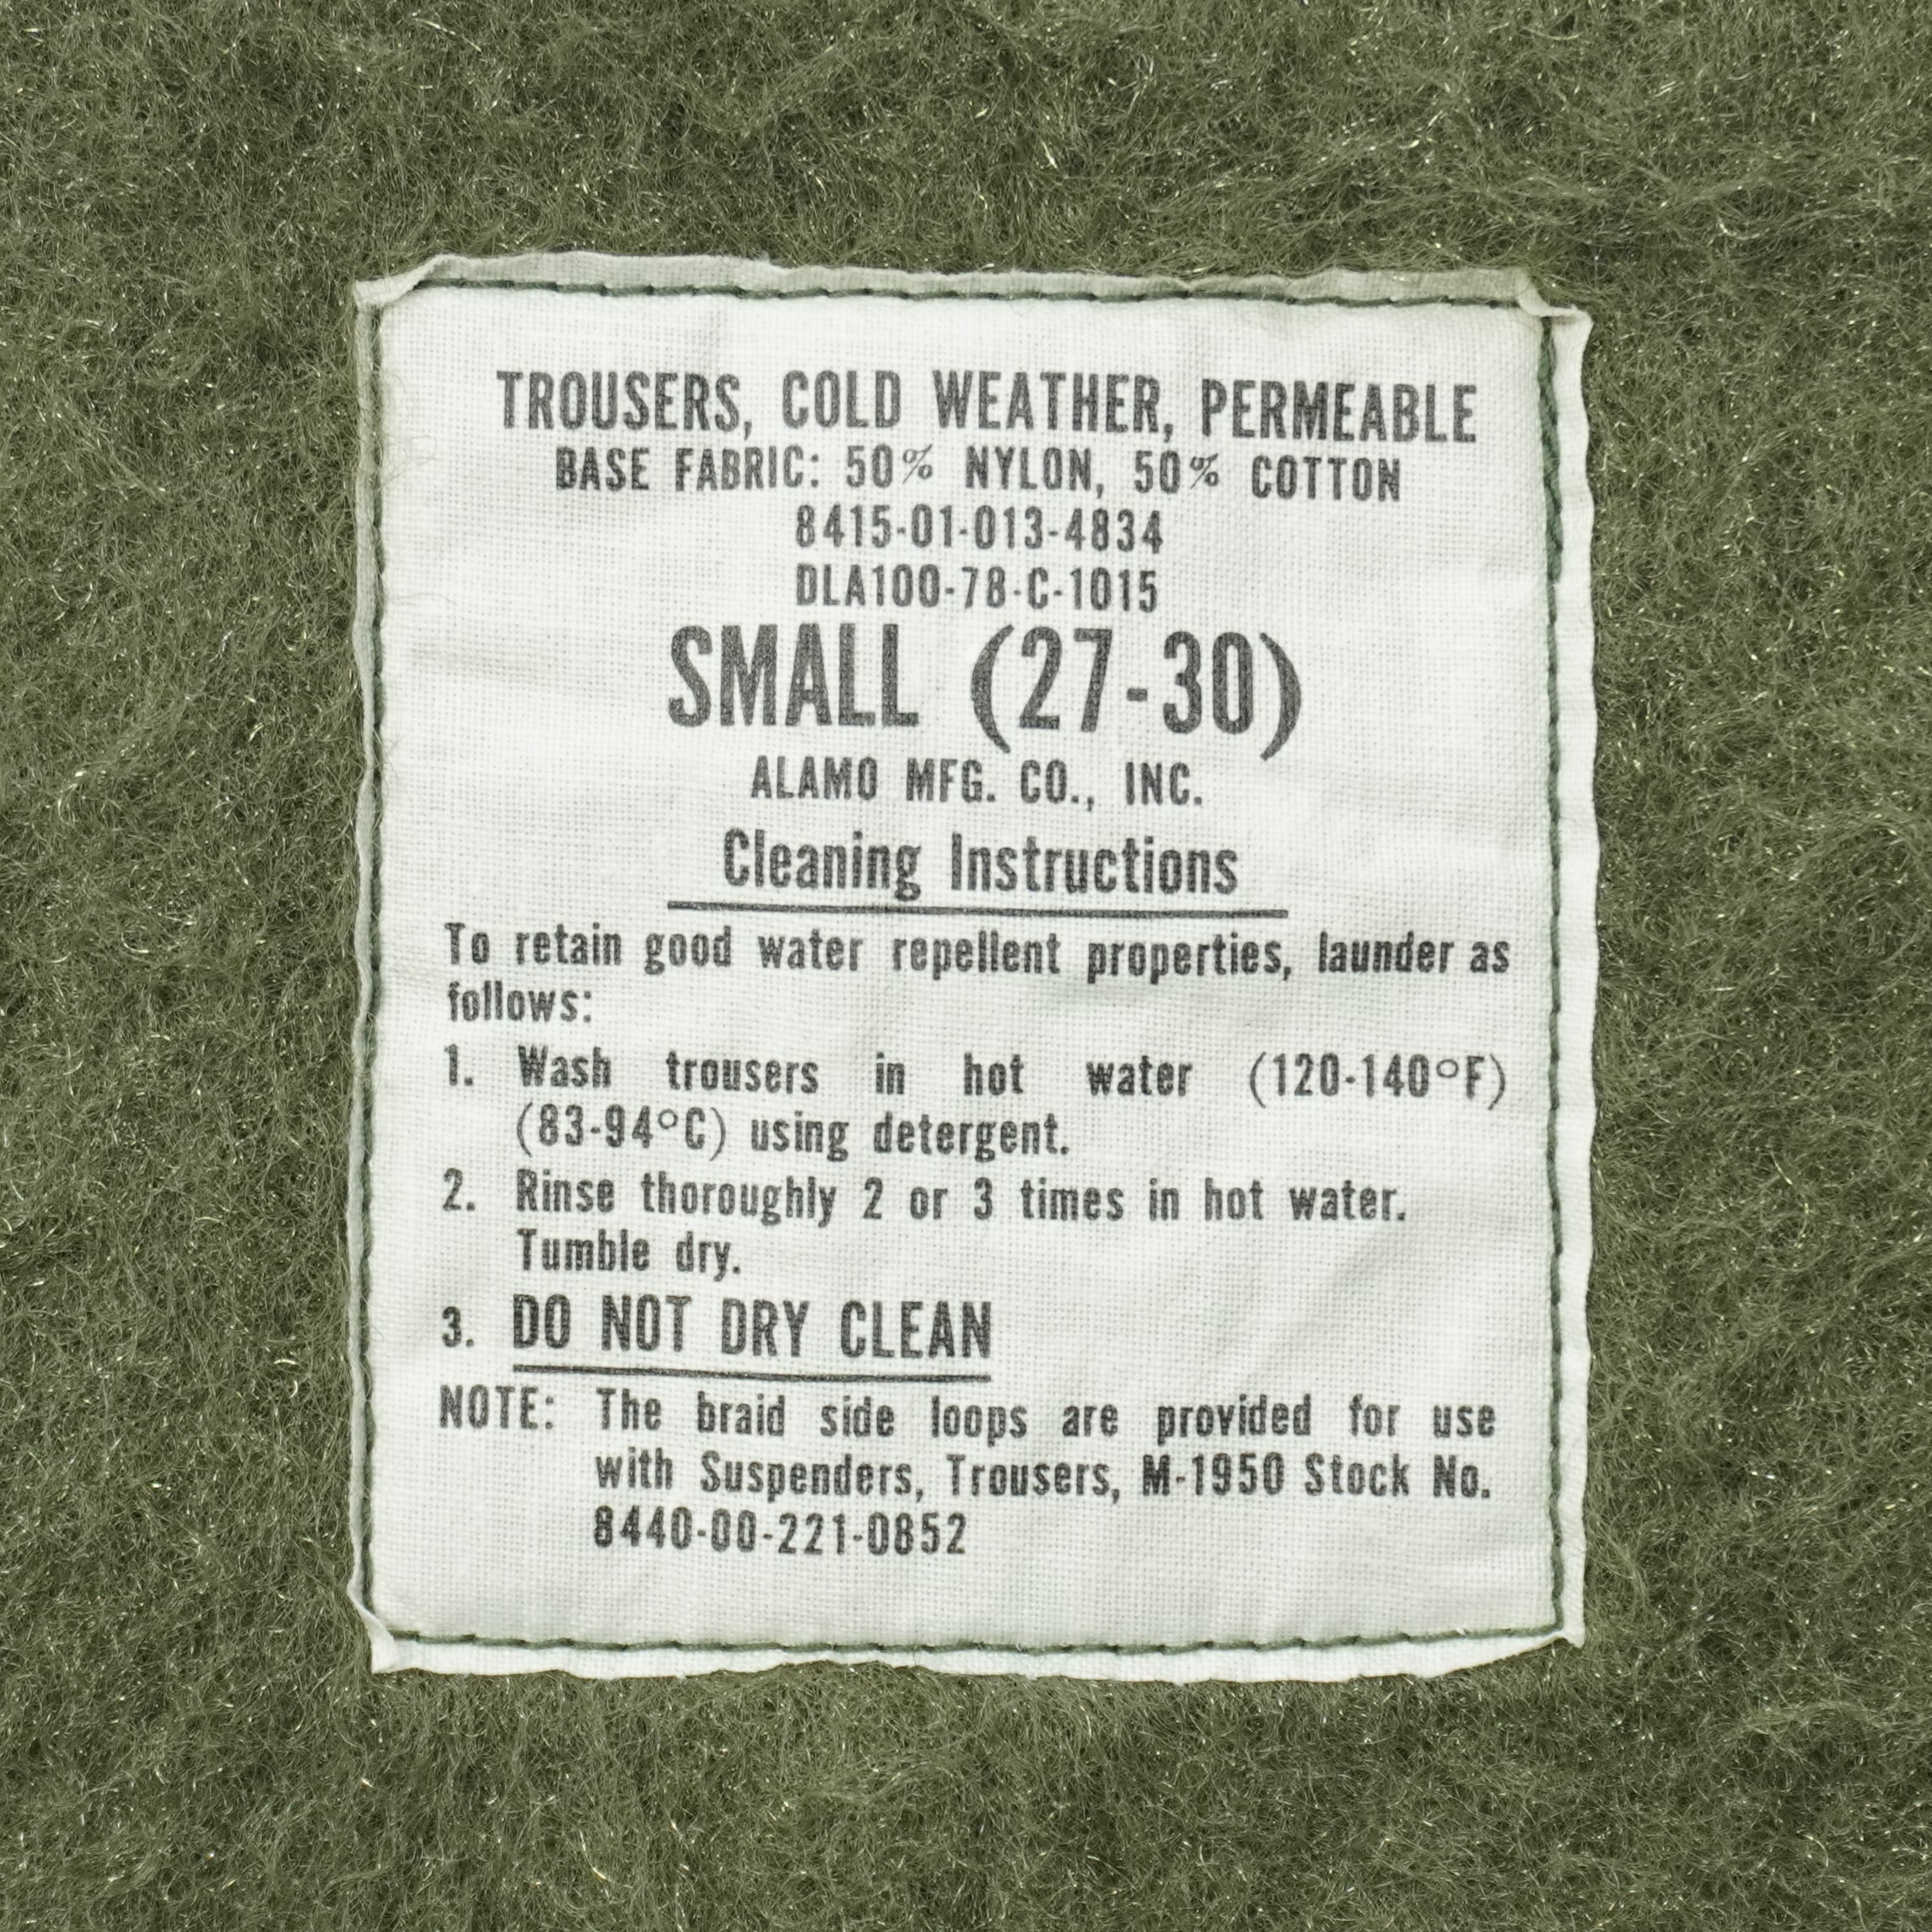 TROUSERS, COLD WEATHER, PERMEABLE
BASE FABRIC: 50% NYLON, 50% COTTON
8415-01-013-4834
DLA100-78-C-1015
SMALL (27-30)
ALAMO MFG. CO., INC.
Cleaning Instructions
To retain good water repellent properties, launder as
follows:
1. Wash trousers in hot water (120-140°F)
(83-94°C) using detergent.
2. Rinse thoroughly 2 or 3 times in hot water.
Tumble dry.
3. DO NOT DRY CLEAN
NOTE: The braid side loops are provided for use
with Suspenders, Trousers, M-1950 Stock No.
8440-00-221-0852